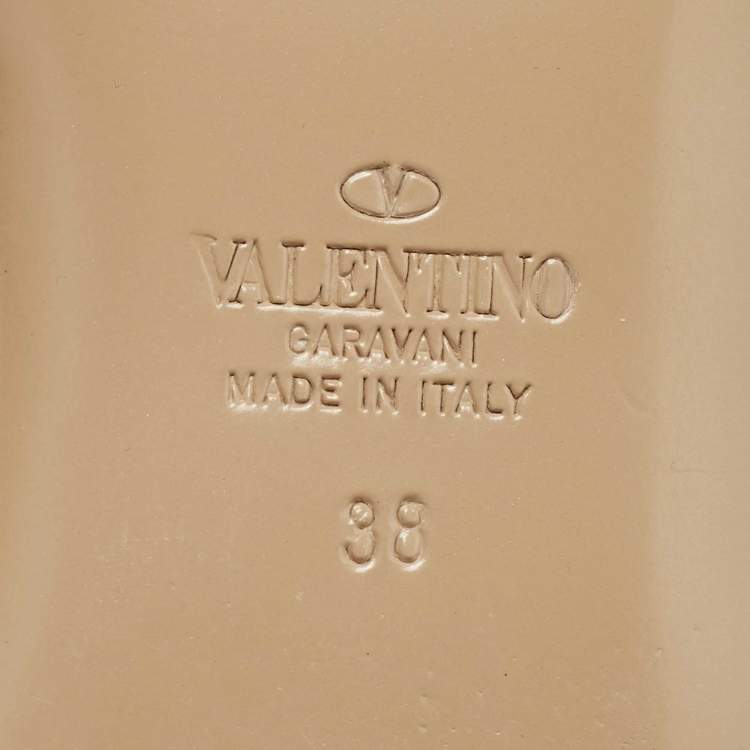 V
VALENTINO
GARAVANI
MADE IN ITALY
38